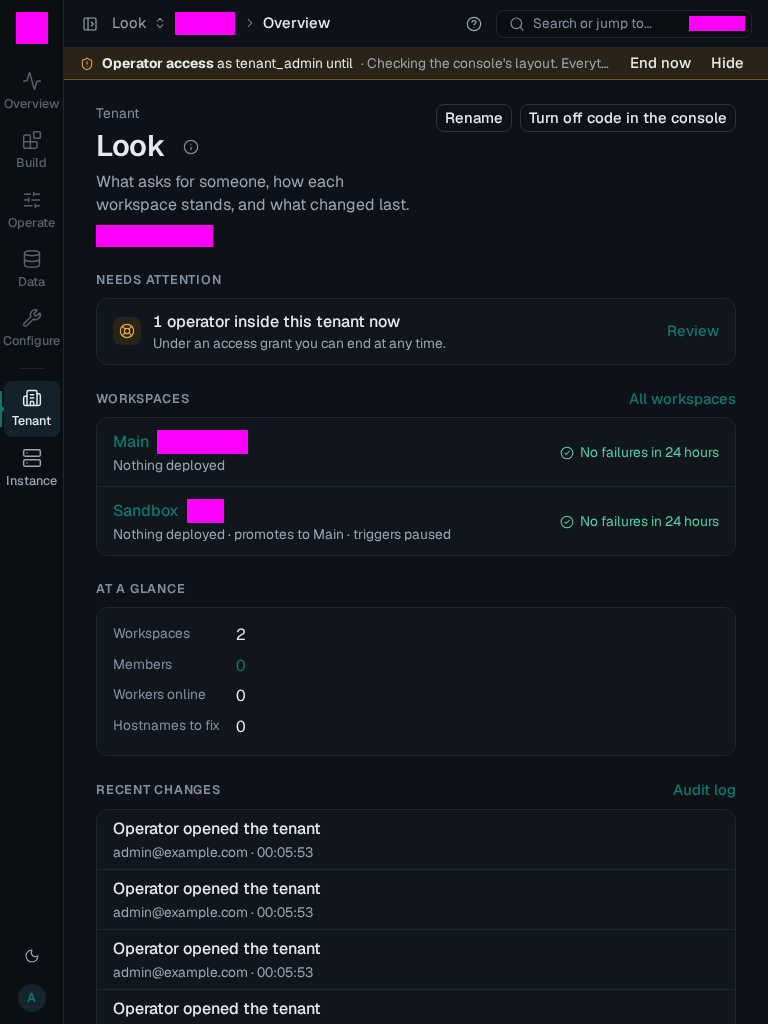 Look
Overview
Search or jump to…
Operator access as tenant_admin until · Checking the console's layout. Everyt…
End now
Hide
Overview
Build
Operate
Data
Configure
Tenant
Instance
A
Tenant
Look
Rename
Turn off code in the console
What asks for someone, how each
workspace stands, and what changed last.
NEEDS ATTENTION
1 operator inside this tenant now
Under an access grant you can end at any time.
Review
WORKSPACES
All workspaces
Main
Nothing deployed
No failures in 24 hours
Sandbox
Nothing deployed · promotes to Main · triggers paused
No failures in 24 hours
AT A GLANCE
Workspaces 2
Members 0
Workers online 0
Hostnames to fix 0
RECENT CHANGES
Audit log
Operator opened the tenant
admin@example.com · 00:05:53
Operator opened the tenant
admin@example.com · 00:05:53
Operator opened the tenant
admin@example.com · 00:05:53
Operator opened the tenant